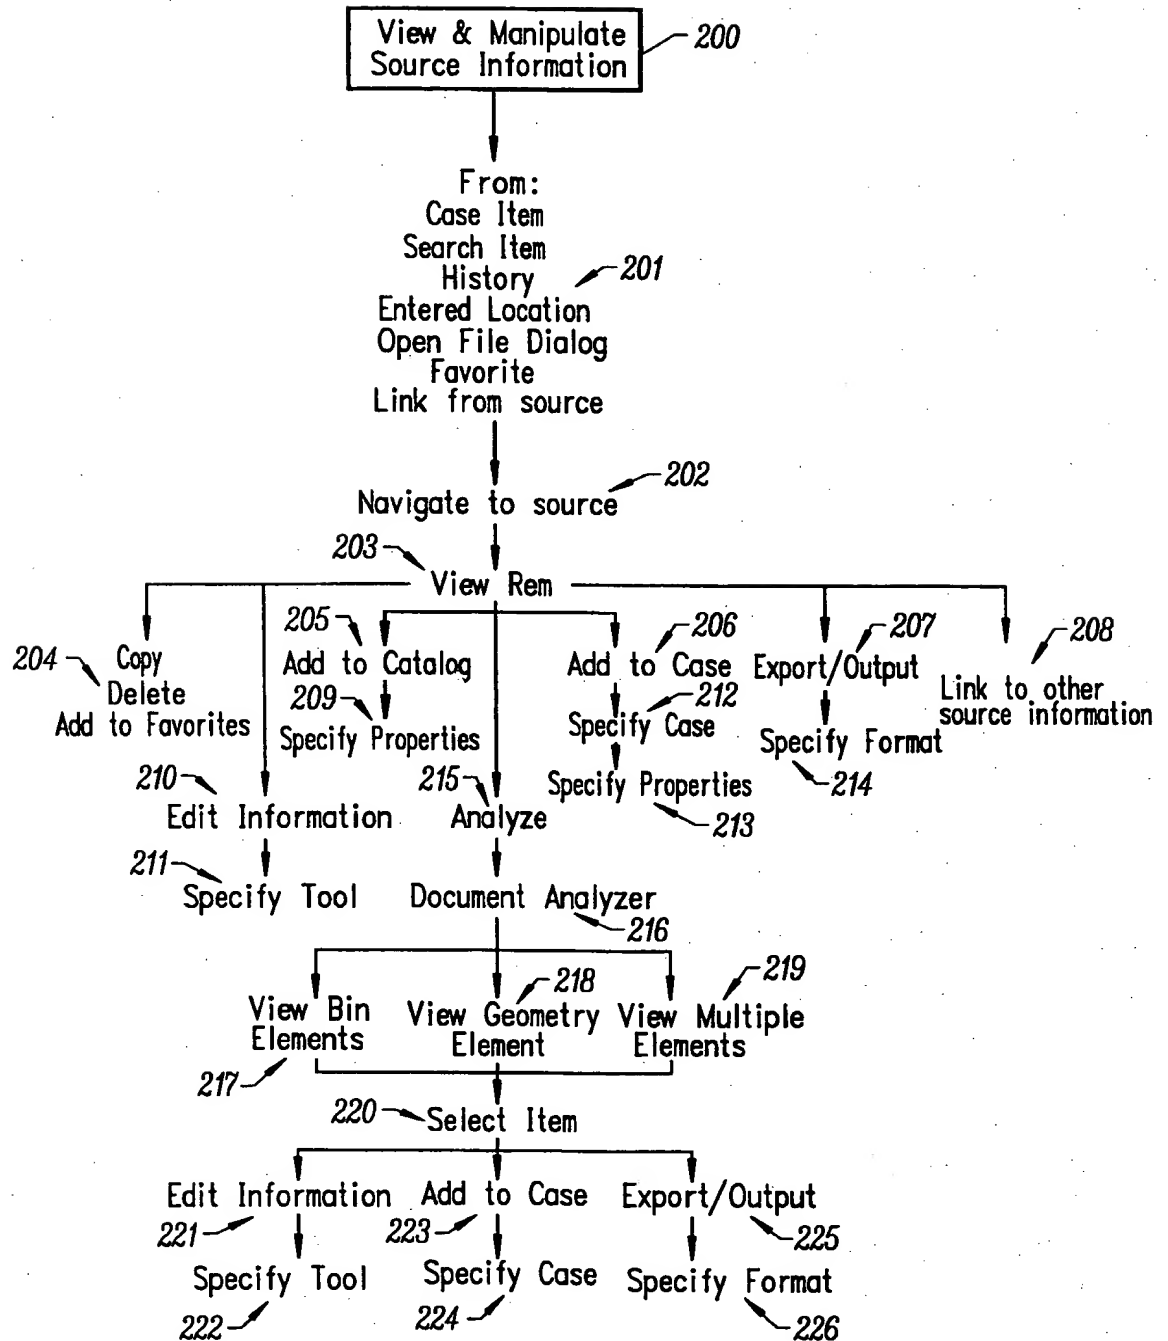 View & Manipulate
Source Information
200
From:
Case Item
Search Item
History
201
Entered Location
Open File Dialog
Favorite
Link from source
202
Navigate to source
203
View Rem
204
Copy
Delete
Add to Favorites
205
Add to Catalog
209
Specify Properties
206
Add to Case
212
Specify Case
Specify Properties
213
207
Export/Output
Specify Format
214
208
Link to other
source information
210
Edit Information
211
Specify Tool
215
Analyze
Document Analyzer
216
View Bin
Elements
217
218
View Geometry
Element
219
View Multiple
Elements
220
Select Item
Edit Information
221
Specify Tool
222
Add to Case
223
Specify Case
224
Export/Output
225
Specify Format
226